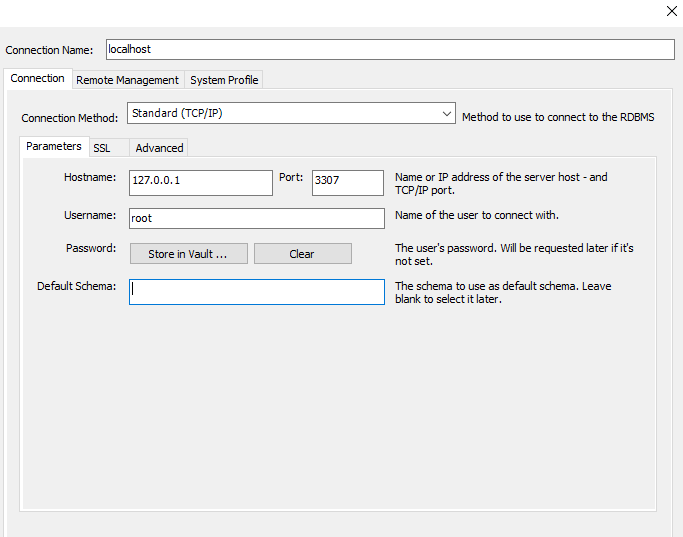 Connection Name: localhost
Connection Remote Management System Profile
Connection Method: Standard (TCP/IP) Method to use to connect to the RDBMS
Parameters SSL Advanced
Hostname: 127.0.0.1 Port: 3307 Name or IP address of the server host - and
TCP/IP port.
Username: root Name of the user to connect with.
Password: Store in Vault ... Clear The user's password. Will be requested later if it's
not set.
Default Schema: The schema to use as default schema. Leave
blank to select it later.